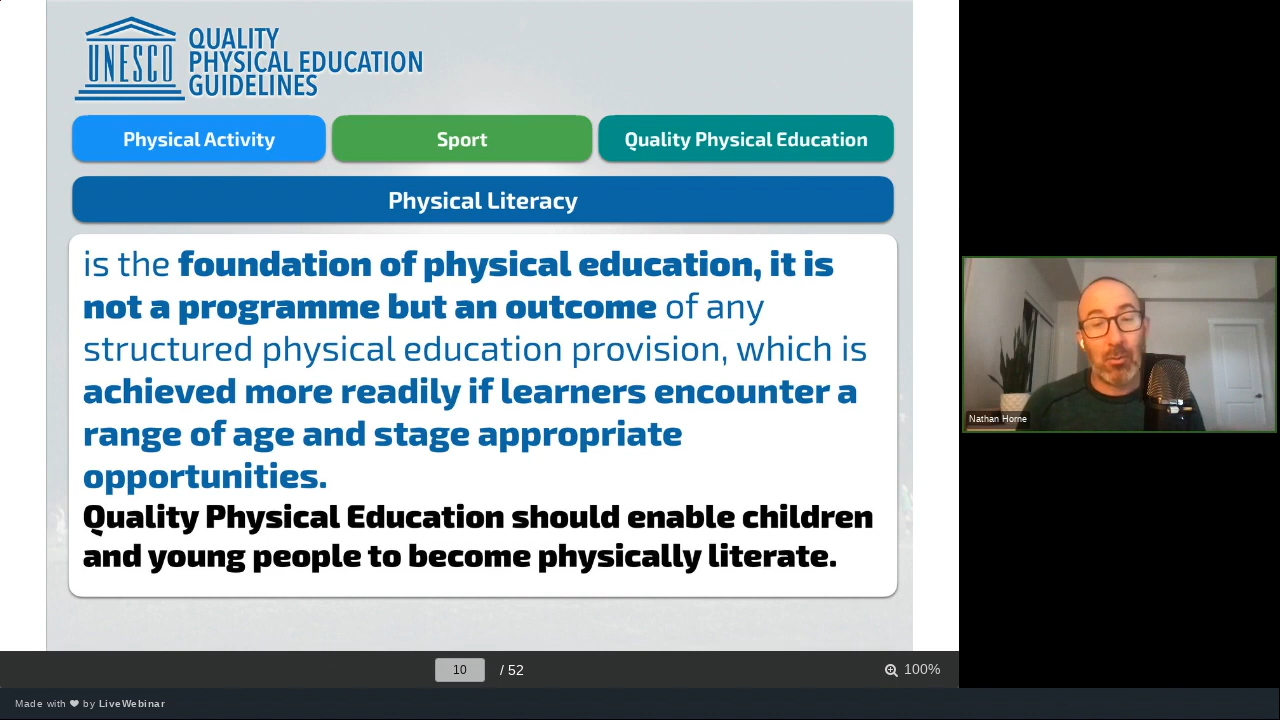 UNESCO
QUALITY
PHYSICAL EDUCATION
GUIDELINES
Physical Activity
Sport
Quality Physical Education
Physical Literacy
is the foundation of physical education, it is
not a programme but an outcome of any
structured physical education provision, which is
achieved more readily if learners encounter a
range of age and stage appropriate
opportunities.
Quality Physical Education should enable children
and young people to become physically literate.
Nathan Horne
10 / 52
100%
Made with ❤ by LiveWebinar